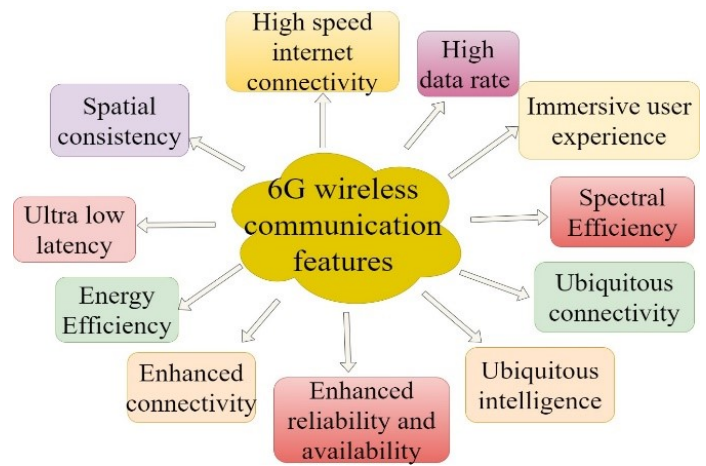 High speed
internet
connectivity
High
data rate
Spatial
consistency
Immersive user
experience
6G wireless
communication
features
Ultra low
latency
Spectral
Efficiency
Energy
Efficiency
Ubiquitous
connectivity
Enhanced
connectivity
Enhanced
reliability and
availability
Ubiquitous
intelligence